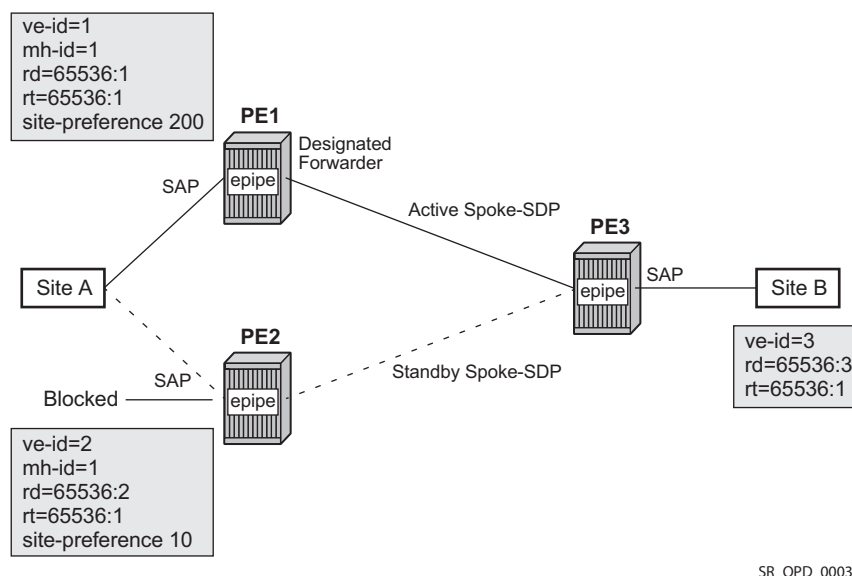 ve-id=1
mh-id=1
rd=65536:1
rt=65536:1
site-preference 200
PE1
Designated
Forwarder
epipe
SAP
Active Spoke-SDP
PE3
epipe
SAP
Site A
Site B
PE2
SAP
epipe
Standby Spoke-SDP
Blocked
ve-id=3
rd=65536:3
rt=65536:1
ve-id=2
mh-id=1
rd=65536:2
rt=65536:1
site-preference 10
SR_OPD_0003